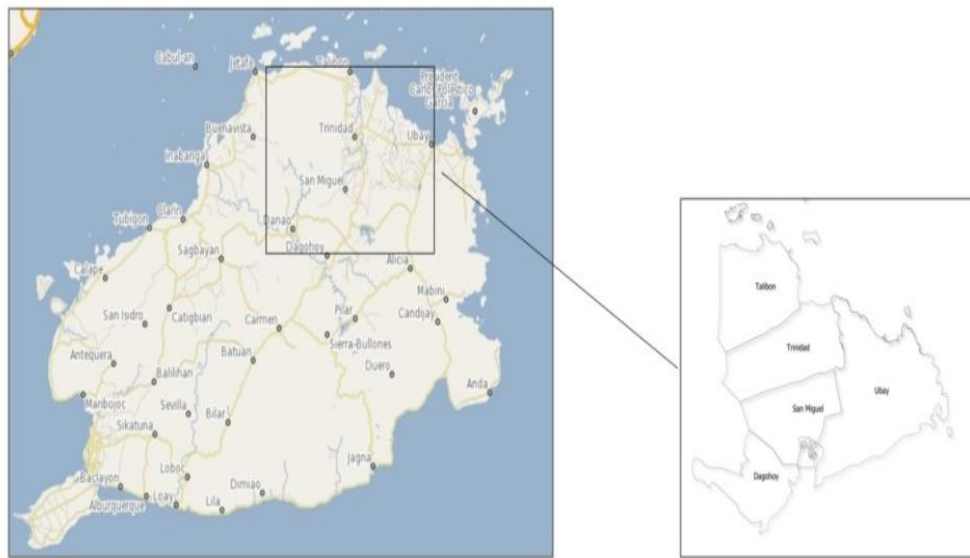 Cabul-an
Jetafe
Talibon
President
Carlos Polestico
Garcia
Buenavista
Trinidad
Ubay
Inabanga
San Miguel
Clarin
Tubigon
Danao
Sagbayan
Dagohoy
Alicia
Calape
Mabini
San Isidro
Catigbian
Carmen
Pilar
Candijay
Sierra-Bullones
Antequera
Batuan
Duero
Balilihan
Anda
Manbojoc
Sevilla
Bilar
Sikatuna
Jagna
Loboc
Baclayon
Dimiao
Alburquerque
Loay
Lila
Talibon
Trinidad
San Miguel
Ubay
Dagohoy